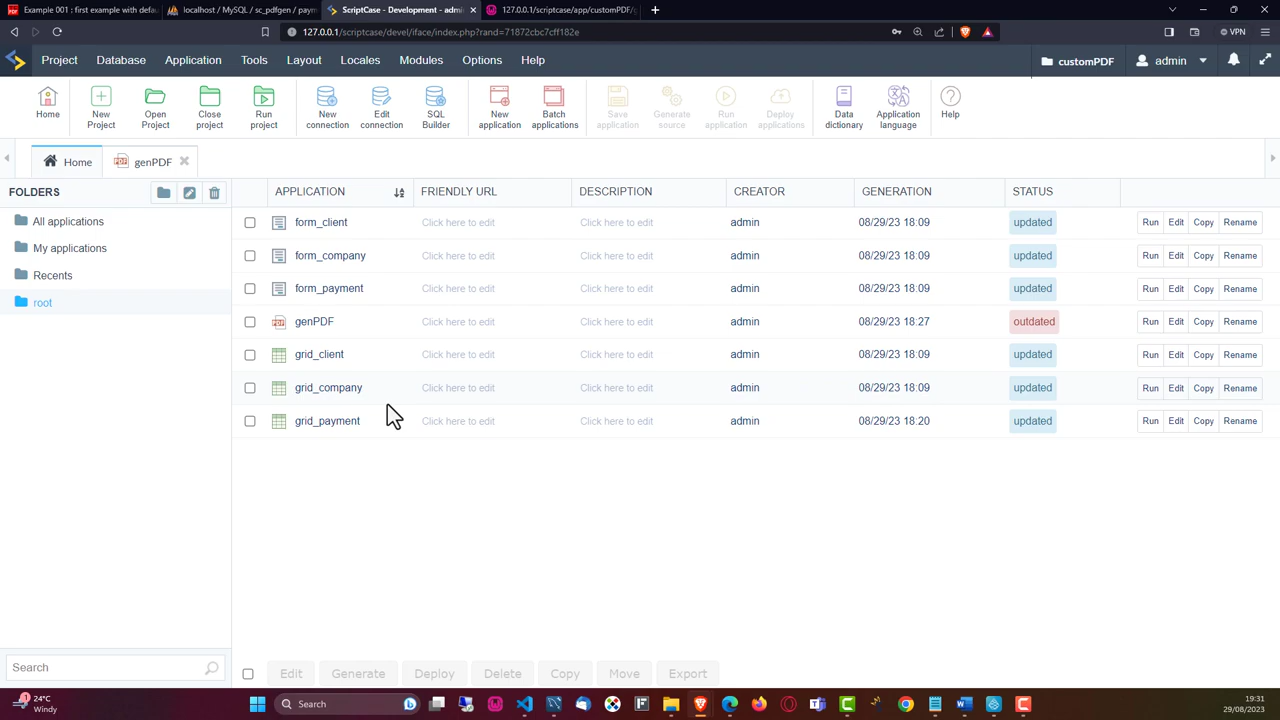 Example 001 : first example with defau
localhost / MySQL / sc_pdfgen / paym
ScriptCase - Development - admi
127.0.0.1/scriptcase/app/customPDF/g
127.0.0.1/scriptcase/devel/iface/index.php?rand=71872cbc7cff182e
VPN
Project Database Application Tools Layout Locales Modules Options Help
customPDF
admin
Home
New Project
Open Project
Close project
Run project
New connection
Edit connection
SQL Builder
New application
Batch applications
Save application
Generate source
Run application
Deploy applications
Data dictionary
Application language
Help
Home
PDF genPDF
FOLDERS
All applications
My applications
Recents
root
APPLICATION FRIENDLY URL DESCRIPTION CREATOR GENERATION STATUS
form_client Click here to edit Click here to edit admin 08/29/23 18:09 updated Run Edit Copy Rename
form_company Click here to edit Click here to edit admin 08/29/23 18:09 updated Run Edit Copy Rename
form_payment Click here to edit Click here to edit admin 08/29/23 18:09 updated Run Edit Copy Rename
PDF genPDF Click here to edit Click here to edit admin 08/29/23 18:27 outdated Run Edit Copy Rename
grid_client Click here to edit Click here to edit admin 08/29/23 18:09 updated Run Edit Copy Rename
grid_company Click here to edit Click here to edit admin 08/29/23 18:09 updated Run Edit Copy Rename
grid_payment Click here to edit Click here to edit admin 08/29/23 18:20 updated Run Edit Copy Rename
Search
Edit Generate Deploy Delete Copy Move Export
24°C
Windy
Search
19:31
29/08/2023